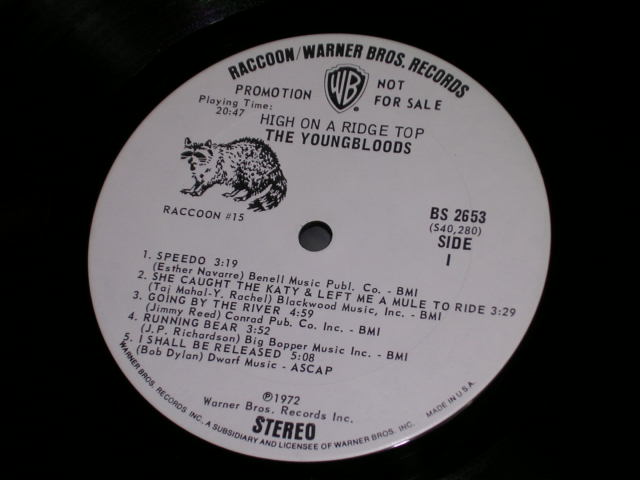 RACCOON/WARNER BROS. RECORDS
PROMOTION
WB
®
NOT
FOR SALE
Playing Time:
20:47
HIGH ON A RIDGE TOP
THE YOUNGBLOODS
RACCOON #15
BS 2653
(S40,280)
SIDE
1
1. SPEEDO 3:19
(Esther Navarre) Benell Music Publ. Co. - BMI
2. SHE CAUGHT THE KATY & LEFT ME A MULE TO RIDE 3:29
(Taj Mahal-Y. Rachel) Blackwood Music, Inc. - BMI
3. GOING BY THE RIVER 4:59
(Jimmy Reed) Conrad Pub. Co. Inc. - BMI
4. RUNNING BEAR 3:52
(J.P. Richardson) Big Bopper Music Inc. - BMI
5. I SHALL BE RELEASED 5:08
(Bob Dylan) Dwarf Music - ASCAP
℗1972
Warner Bros. Records Inc.
STEREO
WARNER BROS. RECORDS INC. A SUBSIDIARY AND LICENSEE OF WARNER BROS. INC. MADE IN U.S.A.